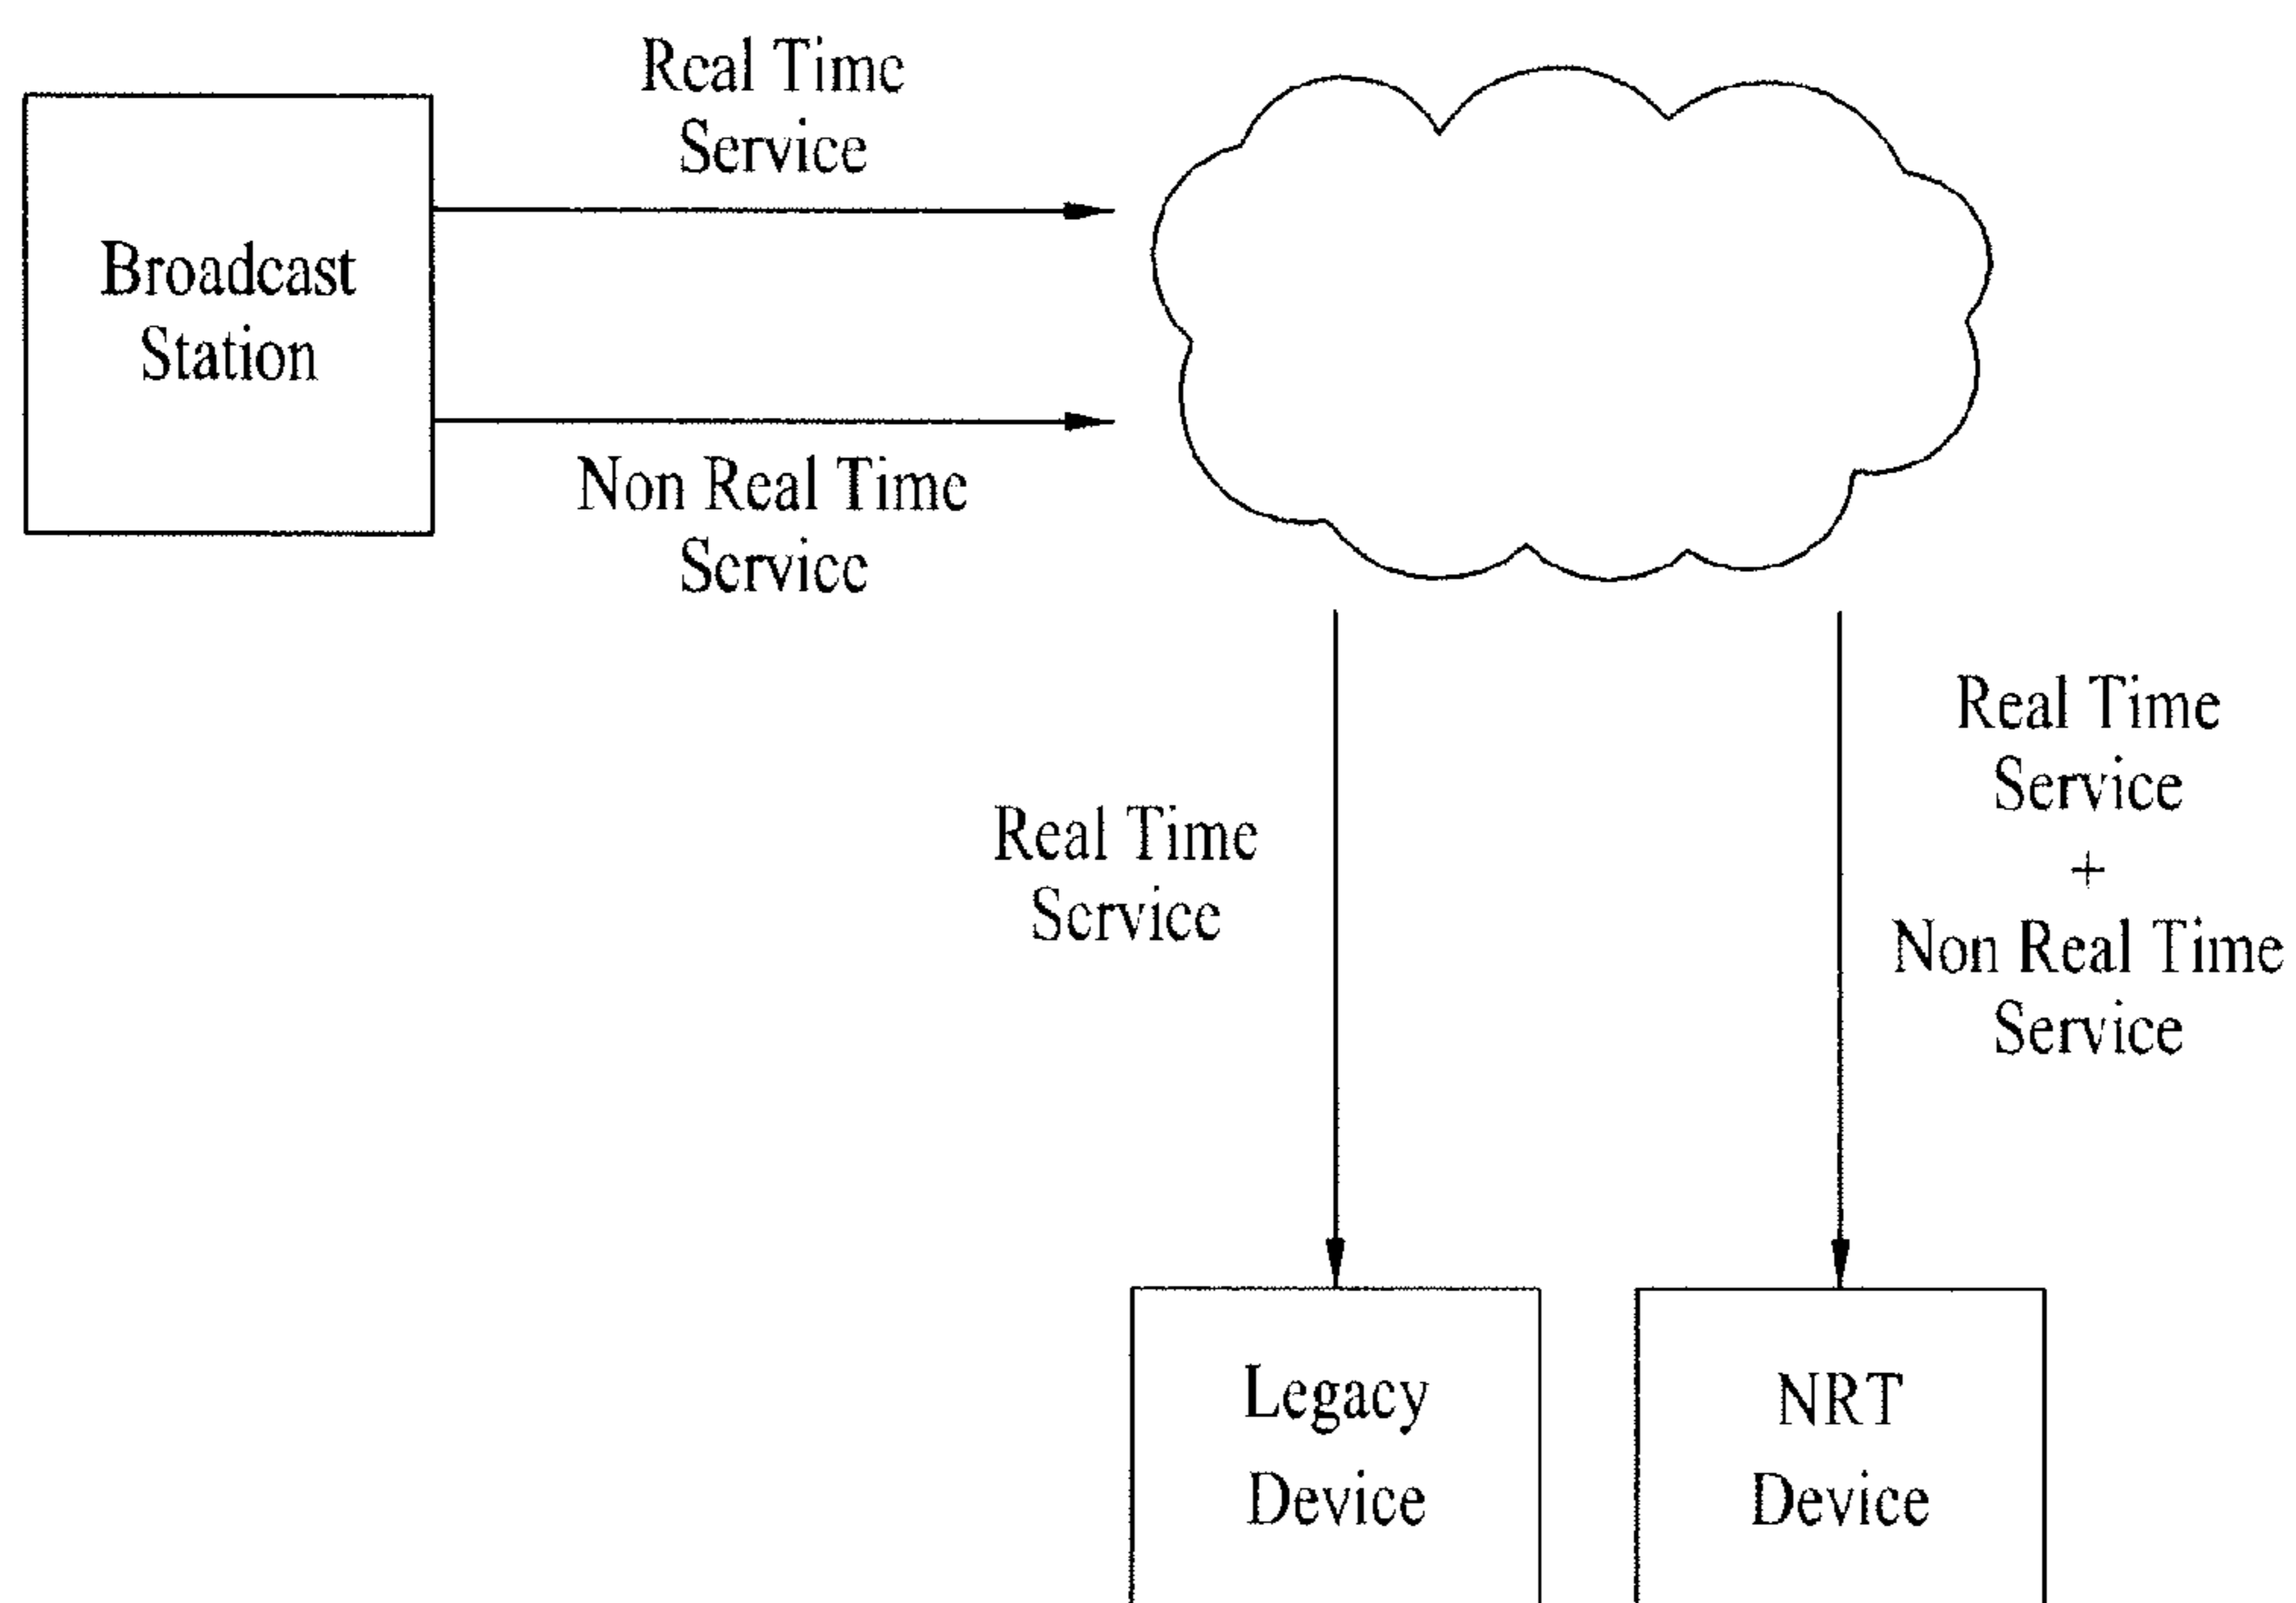 Real Time
Service
Broadcast
Station
Non Real Time
Service
Real Time
Service
Real Time
Service
+
Non Real Time
Service
Legacy
Device
NRT
Device